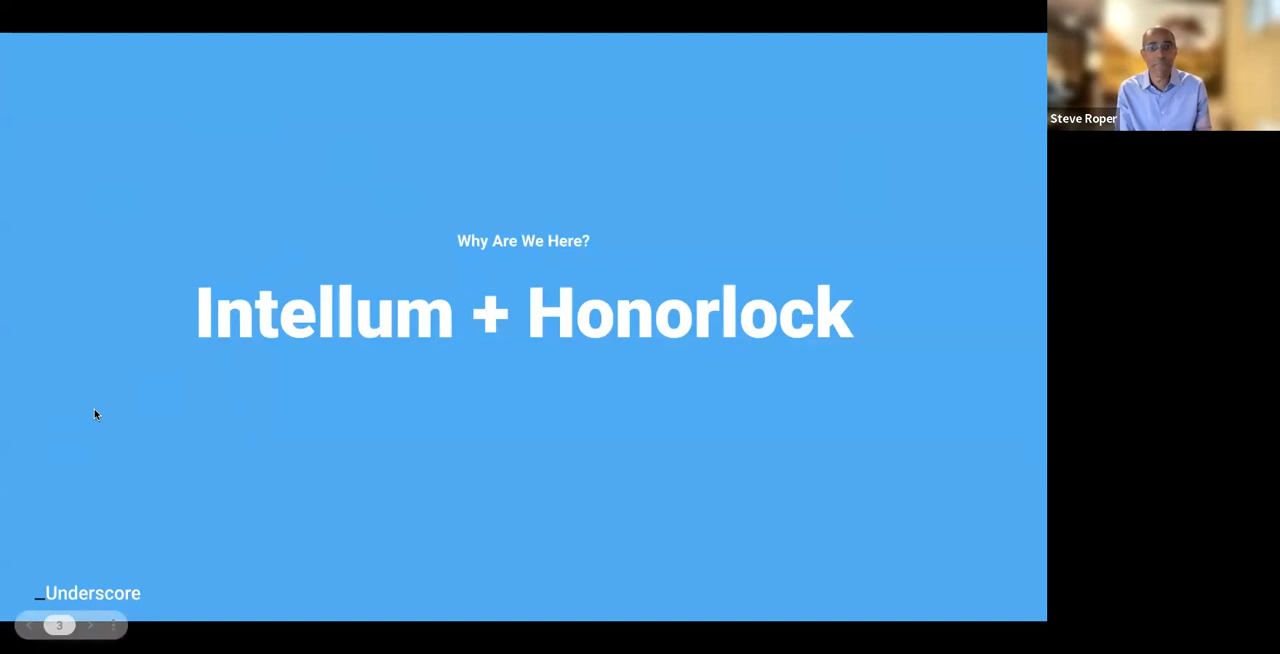 Why Are We Here?
Intellum + Honorlock
_Underscore
3
Steve Roper